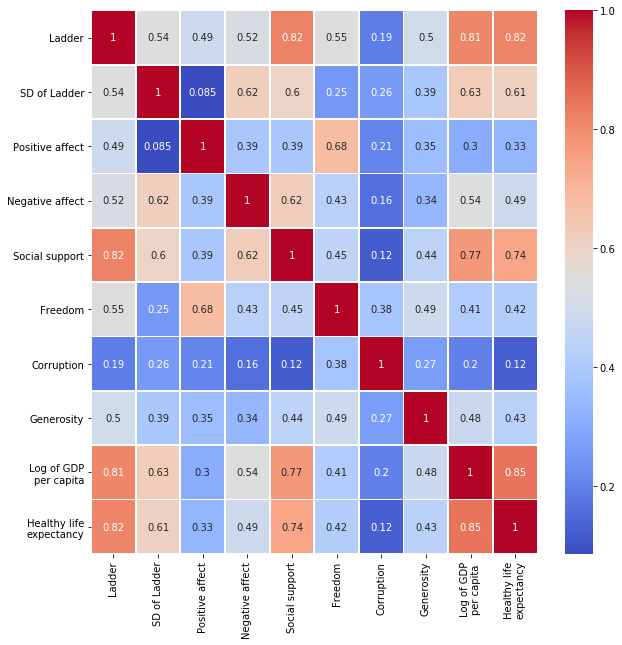 Ladder 1 0.54 0.49 0.52 0.82 0.55 0.19 0.5 0.81 0.82
SD of Ladder 0.54 1 0.085 0.62 0.6 0.25 0.26 0.39 0.63 0.61
Positive affect 0.49 0.085 1 0.39 0.39 0.68 0.21 0.35 0.3 0.33
Negative affect 0.52 0.62 0.39 1 0.62 0.43 0.16 0.34 0.54 0.49
Social support 0.82 0.6 0.39 0.62 1 0.45 0.12 0.44 0.77 0.74
Freedom 0.55 0.25 0.68 0.43 0.45 1 0.38 0.49 0.41 0.42
Corruption 0.19 0.26 0.21 0.16 0.12 0.38 1 0.27 0.2 0.12
Generosity 0.5 0.39 0.35 0.34 0.44 0.49 0.27 1 0.48 0.43
Log of GDP
per capita 0.81 0.63 0.3 0.54 0.77 0.41 0.2 0.48 1 0.85
Healthy life
expectancy 0.82 0.61 0.33 0.49 0.74 0.42 0.12 0.43 0.85 1
Ladder
SD of Ladder
Positive affect
Negative affect
Social support
Freedom
Corruption
Generosity
Log of GDP
per capita
Healthy life
expectancy
1.0
0.8
0.6
0.4
0.2